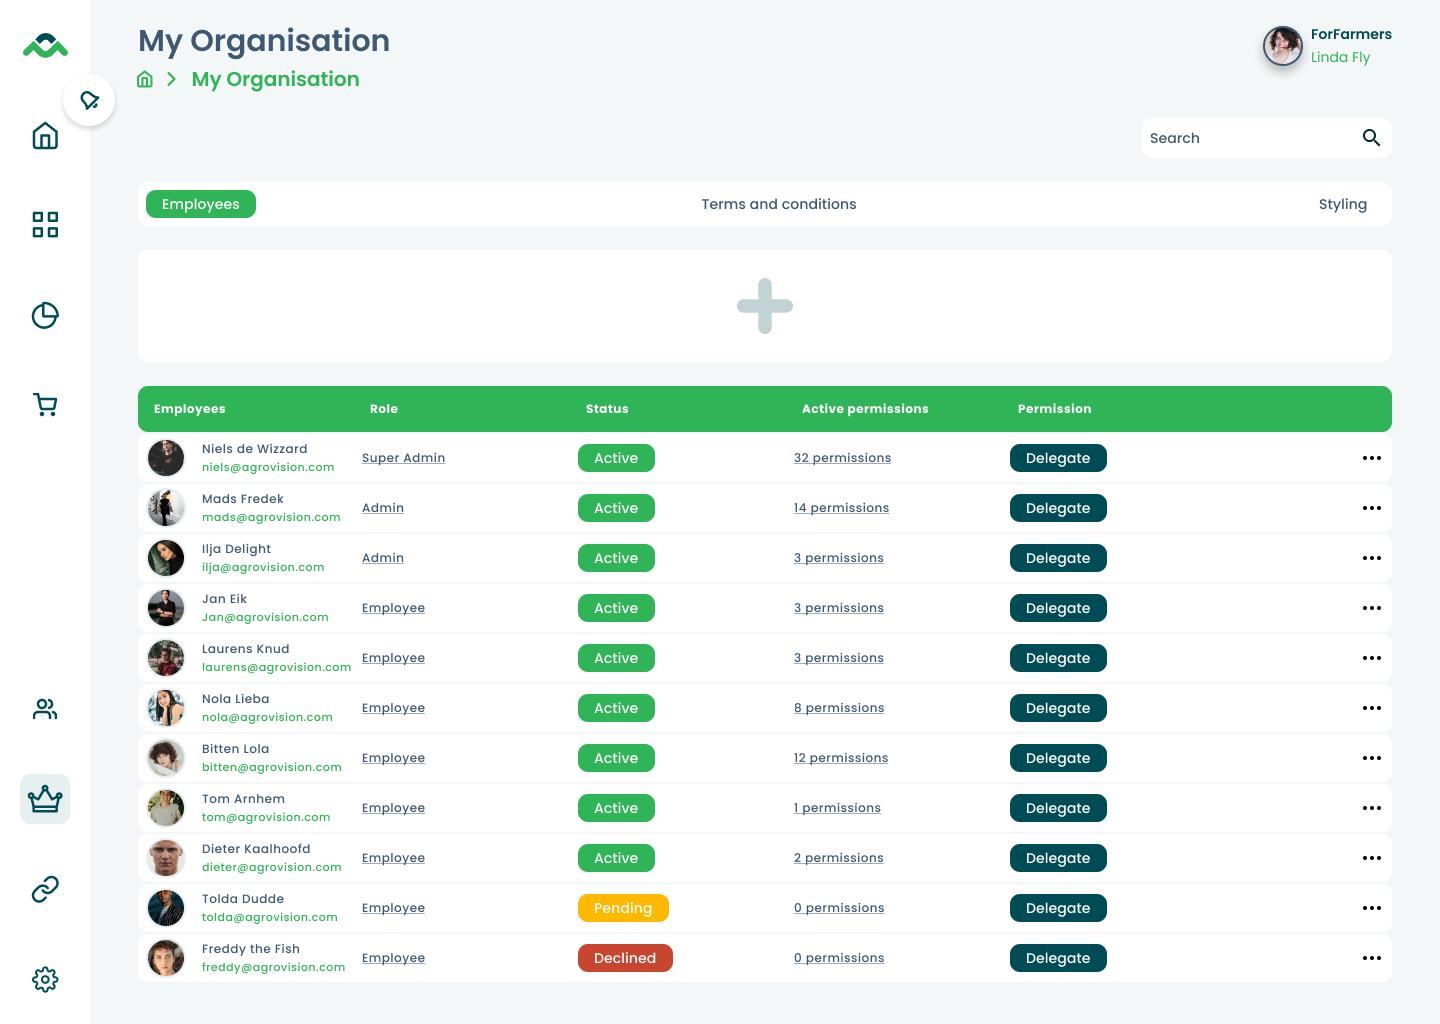 My Organisation
ForFarmers
Linda Fly
My Organisation
Search
Employees Terms and conditions Styling
Employees Role Status Active permissions Permission
Niels de Wizzard
niels@agrovision.com
Super Admin Active 32 permissions Delegate
Mads Fredek
mads@agrovision.com
Admin Active 14 permissions Delegate
Ilja Delight
ilja@agrovision.com
Admin Active 3 permissions Delegate
Jan Eik
Jan@agrovision.com
Employee Active 3 permissions Delegate
Laurens Knud
laurens@agrovision.com
Employee Active 3 permissions Delegate
Nola Lieba
nola@agrovision.com
Employee Active 8 permissions Delegate
Bitten Lola
bitten@agrovision.com
Employee Active 12 permissions Delegate
Tom Arnhem
tom@agrovision.com
Employee Active 1 permissions Delegate
Dieter Kaalhoofd
dieter@agrovision.com
Employee Active 2 permissions Delegate
Tolda Dudde
tolda@agrovision.com
Employee Pending 0 permissions Delegate
Freddy the Fish
freddy@agrovision.com
Employee Declined 0 permissions Delegate